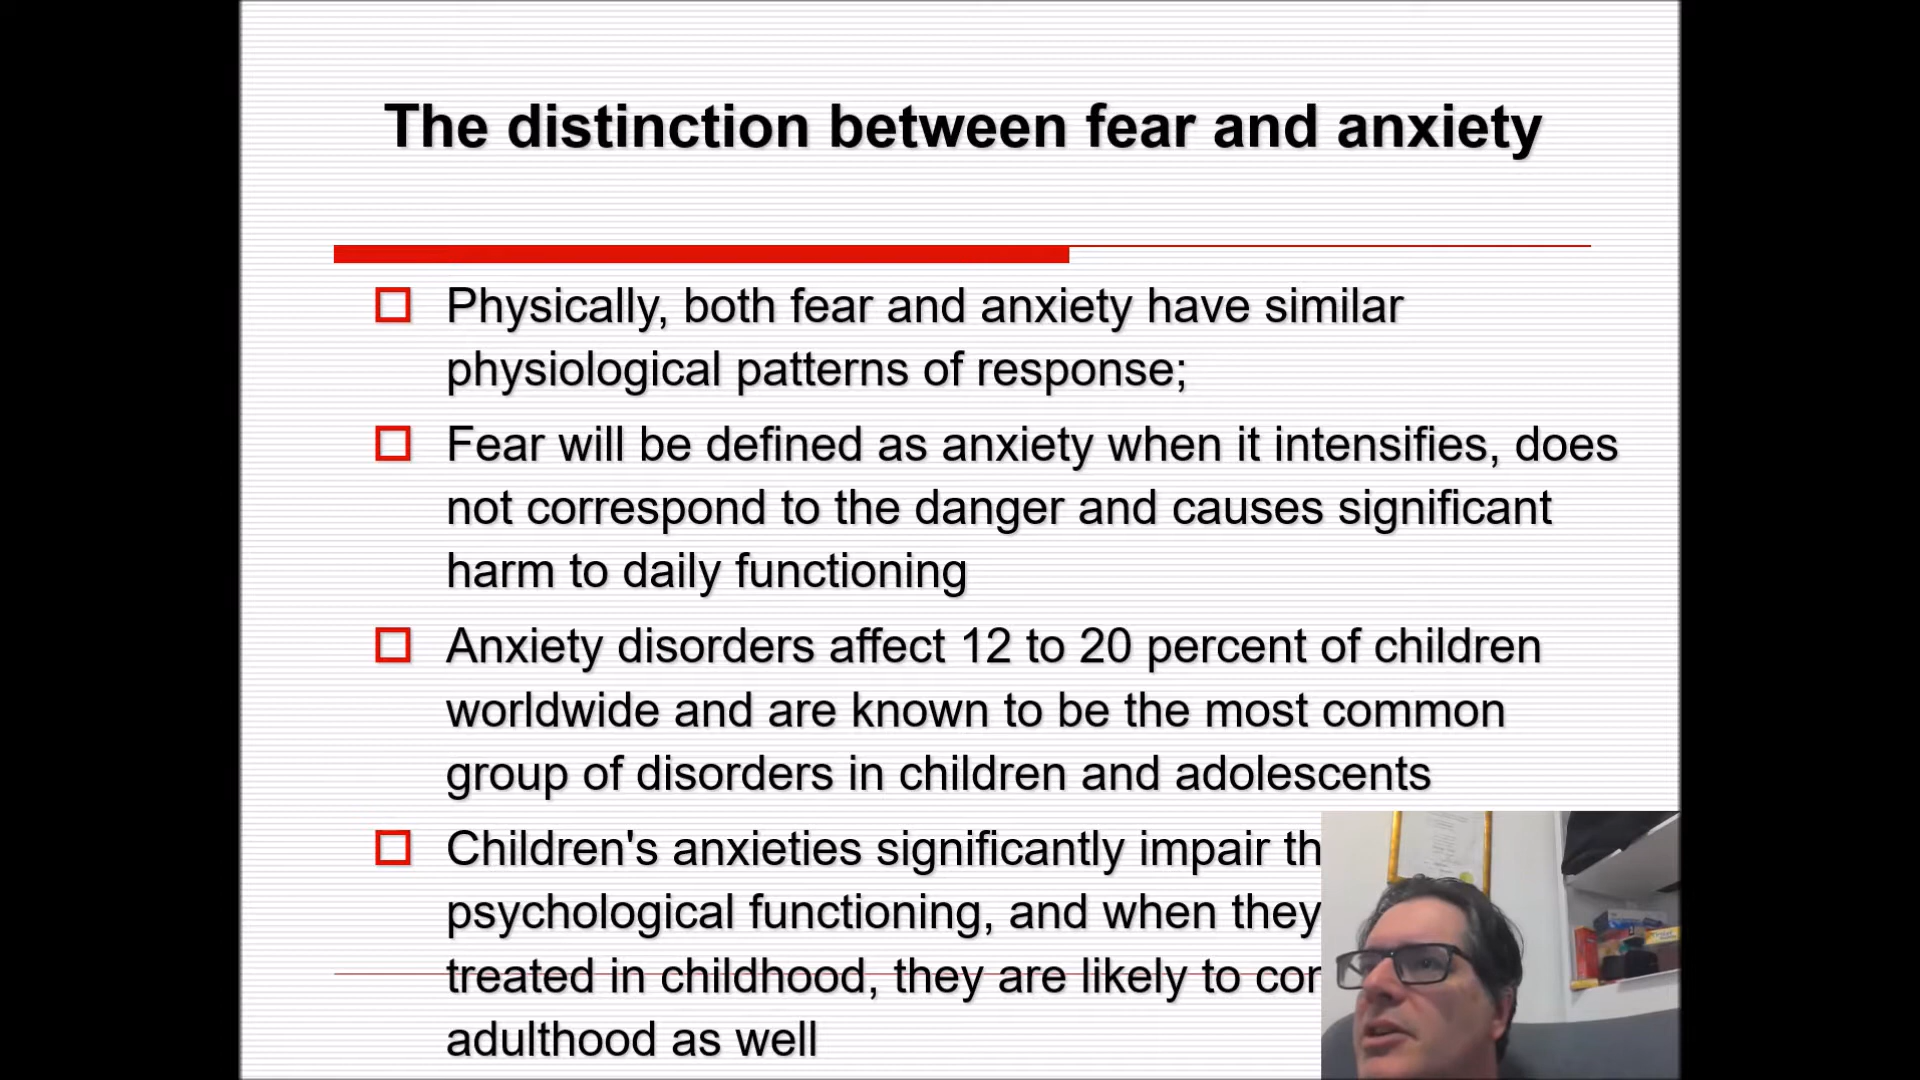 The distinction between fear and anxiety
Physically, both fear and anxiety have similar
physiological patterns of response;
Fear will be defined as anxiety when it intensifies, does
not correspond to the danger and causes significant
harm to daily functioning
Anxiety disorders affect 12 to 20 percent of children
worldwide and are known to be the most common
group of disorders in children and adolescents
Children's anxieties significantly impair
psychological functioning, and when they
treated in childhood, they are likely to
adulthood as well